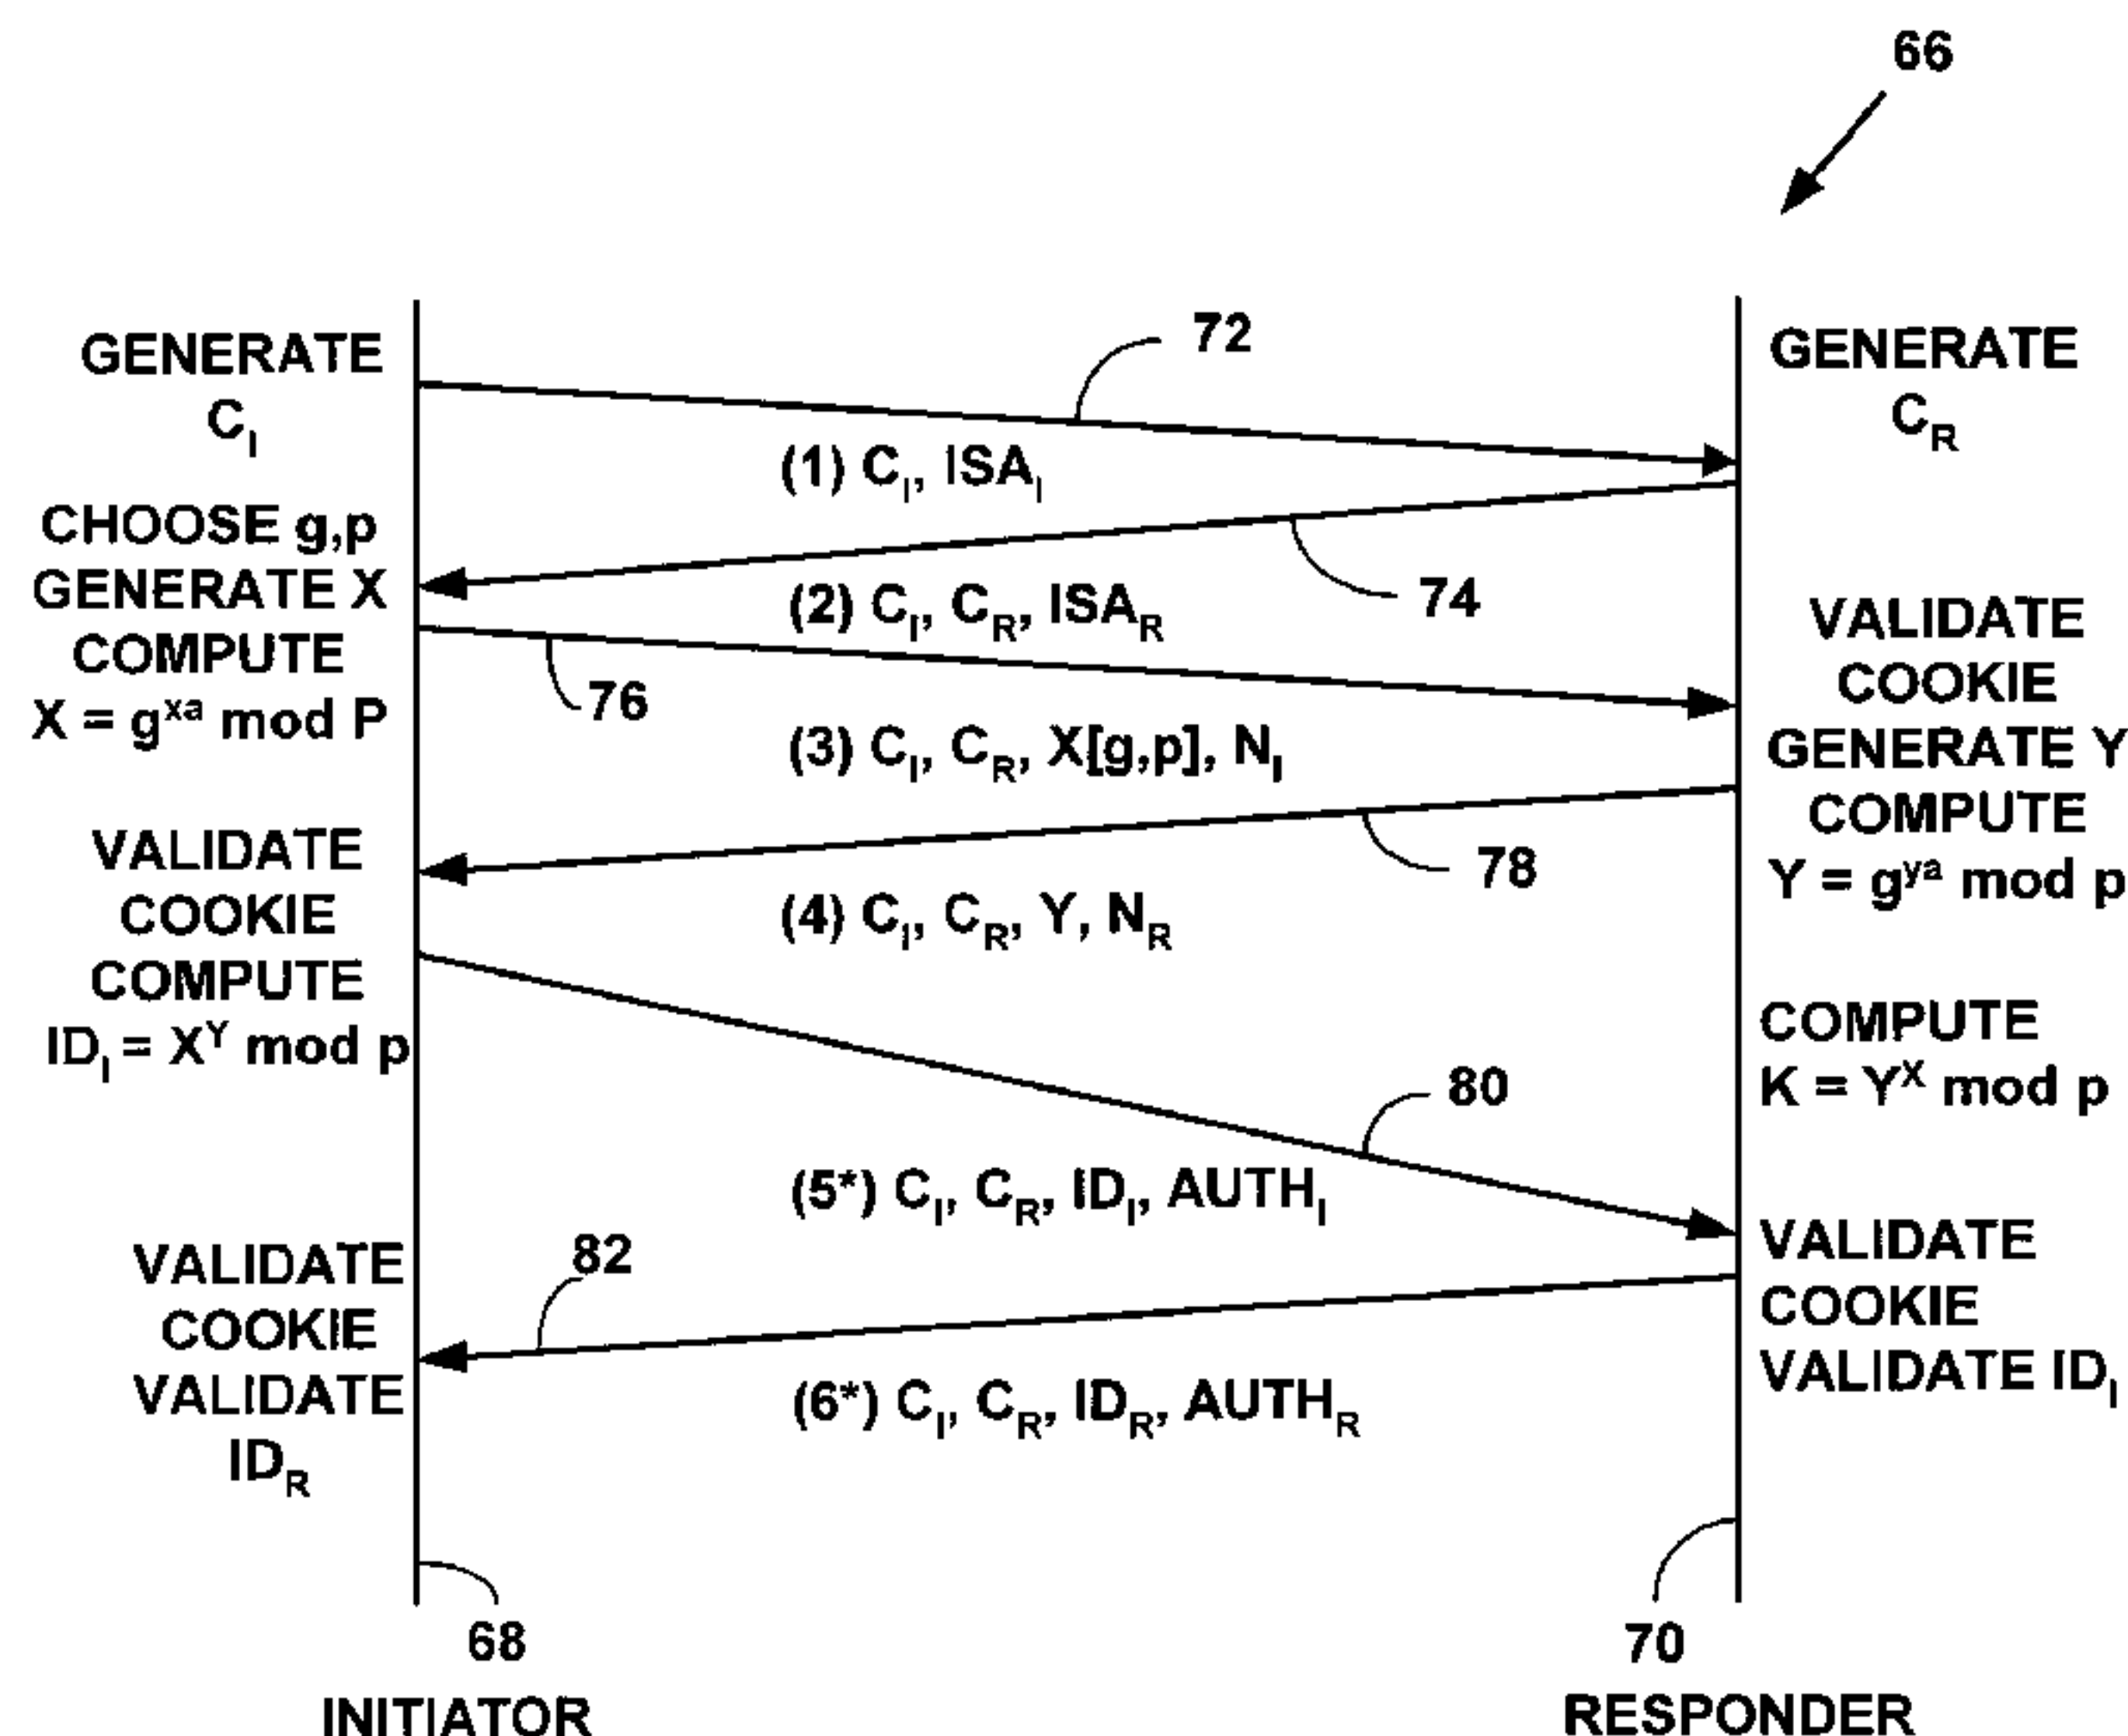 66
GENERATE
C_I
72
GENERATE
C_R
(1) C_I, ISA_I
CHOOSE g,p
GENERATE X
COMPUTE
X = g^xa mod P
74
(2) C_I, C_R, ISA_R
76
VALIDATE
COOKIE
GENERATE Y
COMPUTE
Y = g^ya mod p
(3) C_I, C_R, X[g,p], N_I
VALIDATE
COOKIE
COMPUTE
ID_I = X^Y mod p
78
(4) C_I, C_R, Y, N_R
COMPUTE
K = Y^X mod p
80
(5*) C_I, C_R, ID_I, AUTH_I
VALIDATE
COOKIE
VALIDATE
ID_R
82
VALIDATE
COOKIE
VALIDATE ID_I
(6*) C_I, C_R, ID_R, AUTH_R
68
INITIATOR
70
RESPONDER